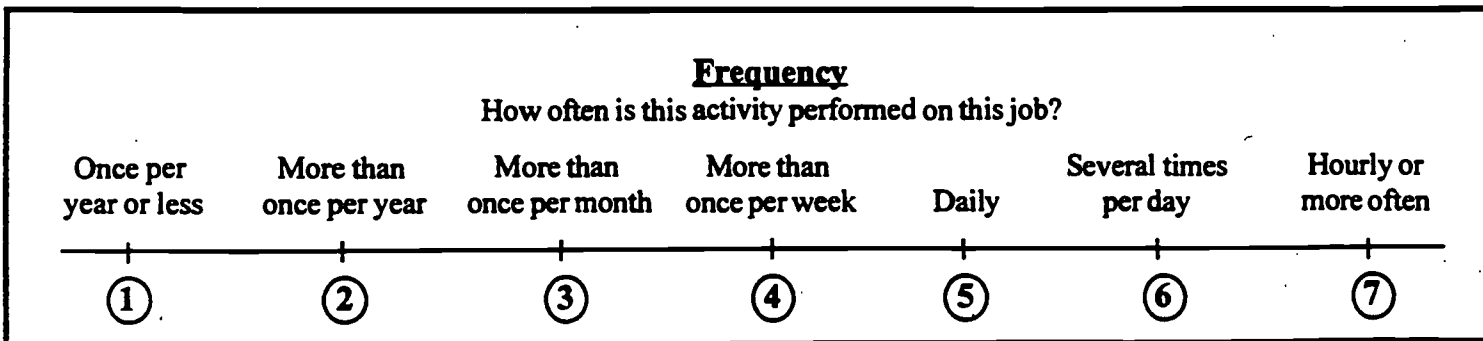 Frequency
How often is this activity performed on this job?
Once per
year or less
More than
once per year
More than
once per month
More than
once per week
Daily
Several times
per day
Hourly or
more often
1
2
3
4
5
6
7